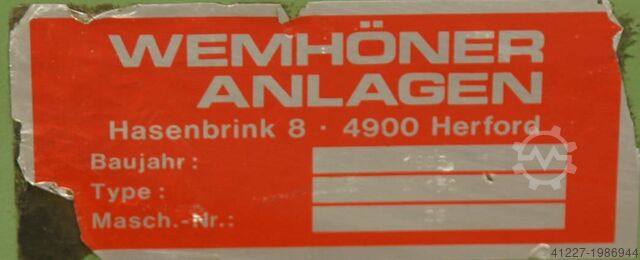 WEMHÖNER
ANLAGEN
Hasenbrink 8 · 4900 Herford
Baujahr :
Type :
Masch.-Nr.:
41227-1986944